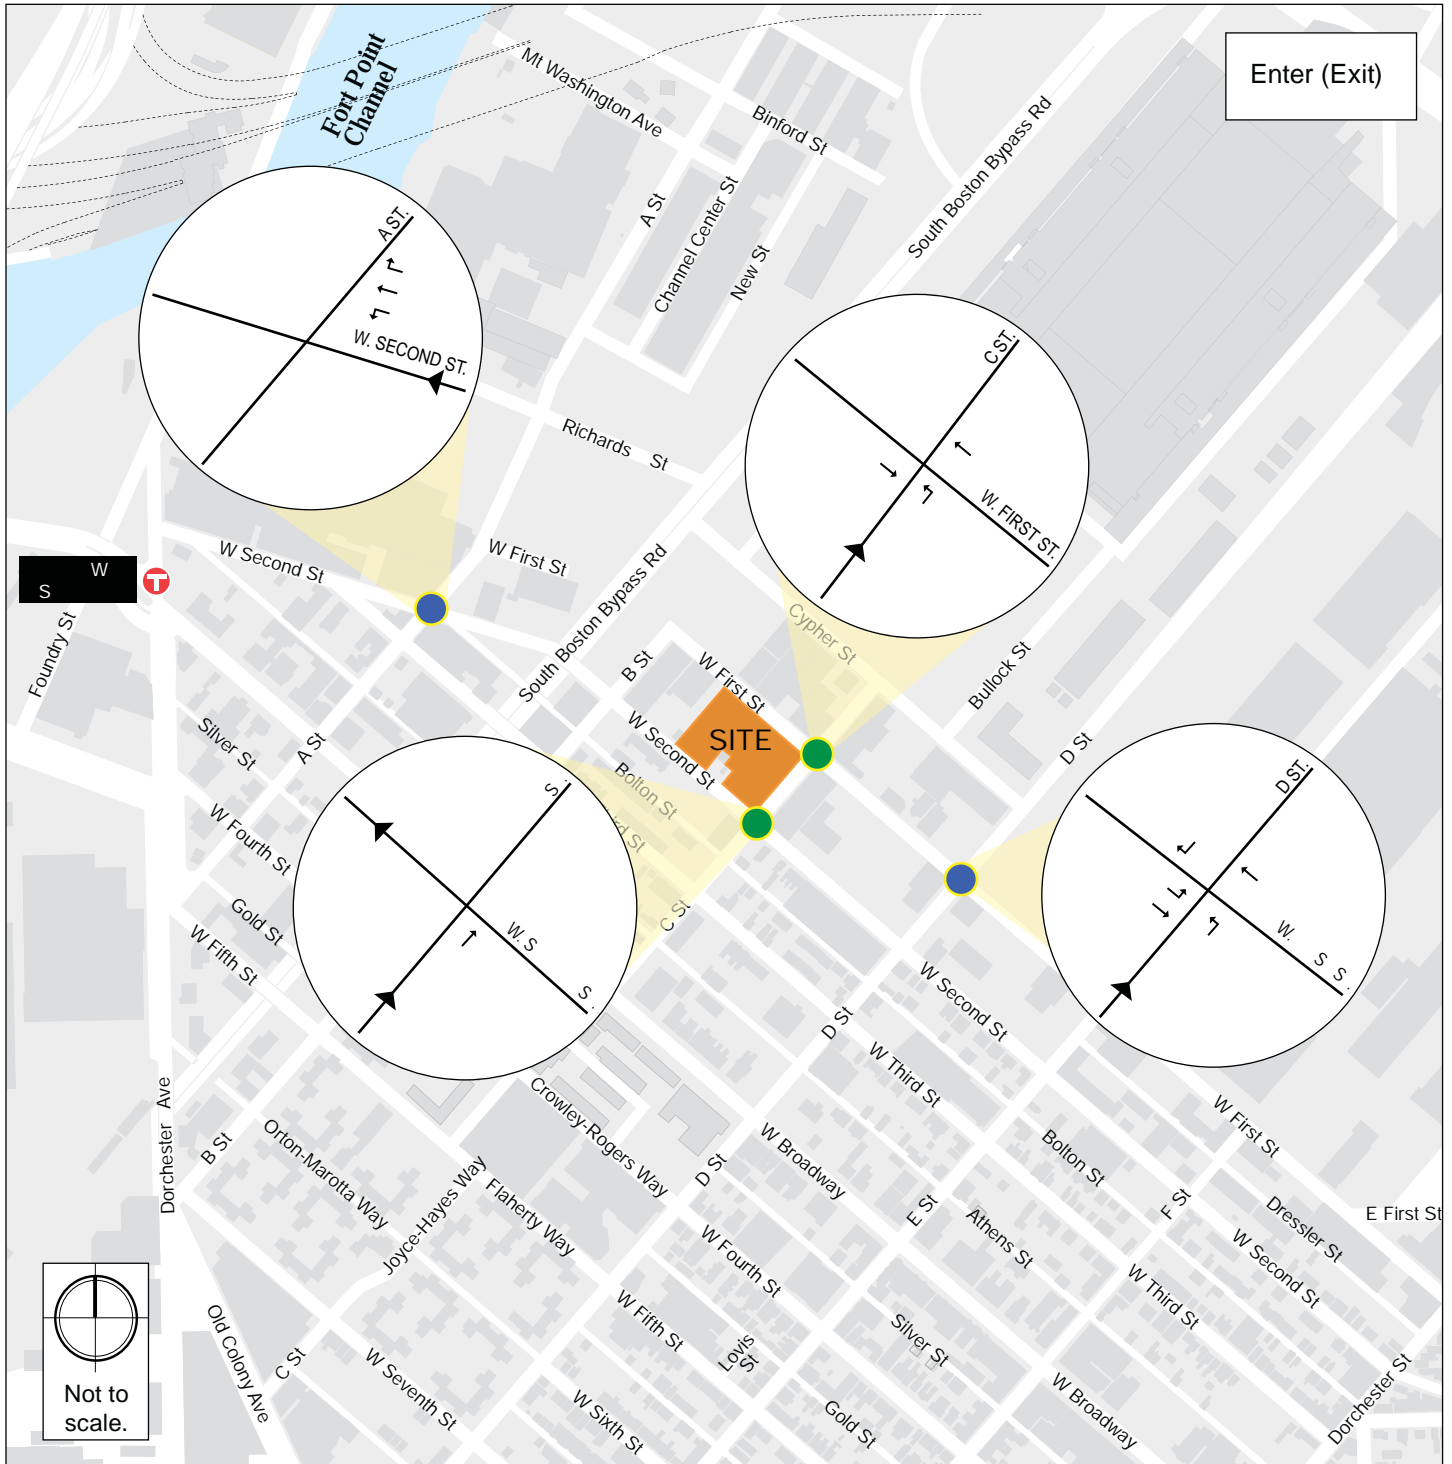 Fort Point
Channel
Enter (Exit)
Mt Washington Ave
Binford St
South Boston Bypass Rd
A St
Channel Center St
New St
A ST.
W. SECOND ST.
C ST.
W. FIRST ST.
Richards St
W Second St
W First St
W
S
T
Foundry St
South Boston Bypass Rd
Cypher St
B St
W First St
Bullock St
Silver St
A St
W Second St
SITE
D St
Bolton St
rd St
W Fourth St
S .
D ST.
Gold St
W Fifth St
C St
W. S
S .
W.
S S .
W Second St
D St
W Third St
Dorchester Ave
B St
Orton-Marotta Way
Crowley-Rogers Way
W Broadway
W First St
Bolton St
Joyce-Hayes Way
Flaherty Way
D St
E St
F St
Athens St
Dressler St
E First St
W Fourth St
W Second St
W Third St
Old Colony Ave
C St
W Fifth St
Lovis
St
Silver St
W Seventh St
W Sixth St
Gold St
W Broadway
Dorchester St
Not to
scale.